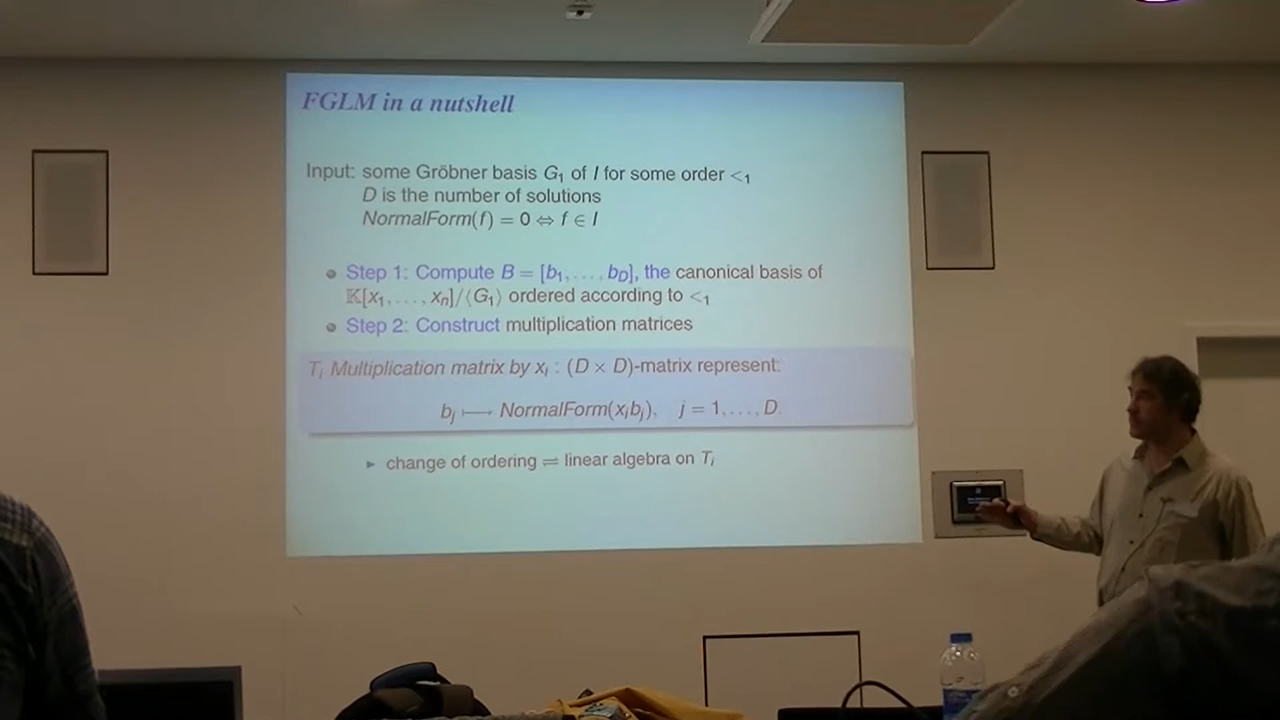 FGLM in a nutshell
Input: some Gröbner basis G₁ of I for some order <₁
D is the number of solutions
NormalForm(f) = 0 ⇔ f ∈ I
Step 1: Compute B = [b₁, . . . , b_D], the canonical basis of
𝕂[x₁, . . . , xₙ]/⟨G₁⟩ ordered according to <₁
Step 2: Construct multiplication matrices
Tᵢ Multiplication matrix by xᵢ : (D × D)-matrix represent:
bⱼ ⟼ NormalForm(xᵢbⱼ), j = 1, . . . , D.
change of ordering ⇌ linear algebra on Tᵢ